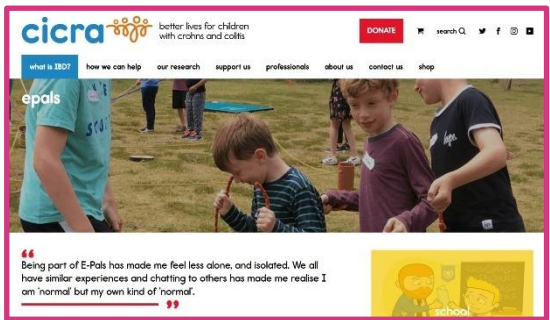 cicra
better lives for children
with crohns and colitis
DONATE
search
what is IBD?
how we can help
our research
support us
professionals
about us
contact us
shop
epals
Being part of E-Pals has made me feel less alone, and isolated. We all
have similar experiences and chatting to others has made me realise I
am 'normal' but my own kind of 'normal'.
school